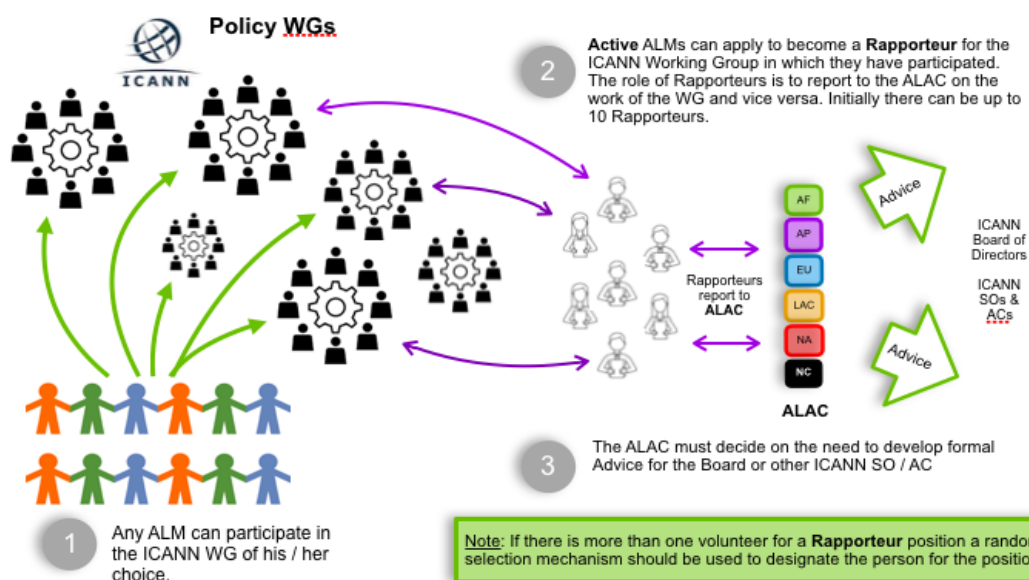 Policy WGs
ICANN
2
Active ALMs can apply to become a Rapporteur for the
ICANN Working Group in which they have participated.
The role of Rapporteurs is to report to the ALAC on the
work of the WG and vice versa. Initially there can be up to
10 Rapporteurs.
Advice
AF
AP
EU
LAC
NA
NC
ALAC
Rapporteurs
report to
ALAC
ICANN
Board of
Directors
ICANN
SOs &
ACs
Advice
3
The ALAC must decide on the need to develop formal
Advice for the Board or other ICANN SO / AC
1
Any ALM can participate in
the ICANN WG of his / her
choice.
Note: If there is more than one volunteer for a Rapporteur position a rando
selection mechanism should be used to designate the person for the positio